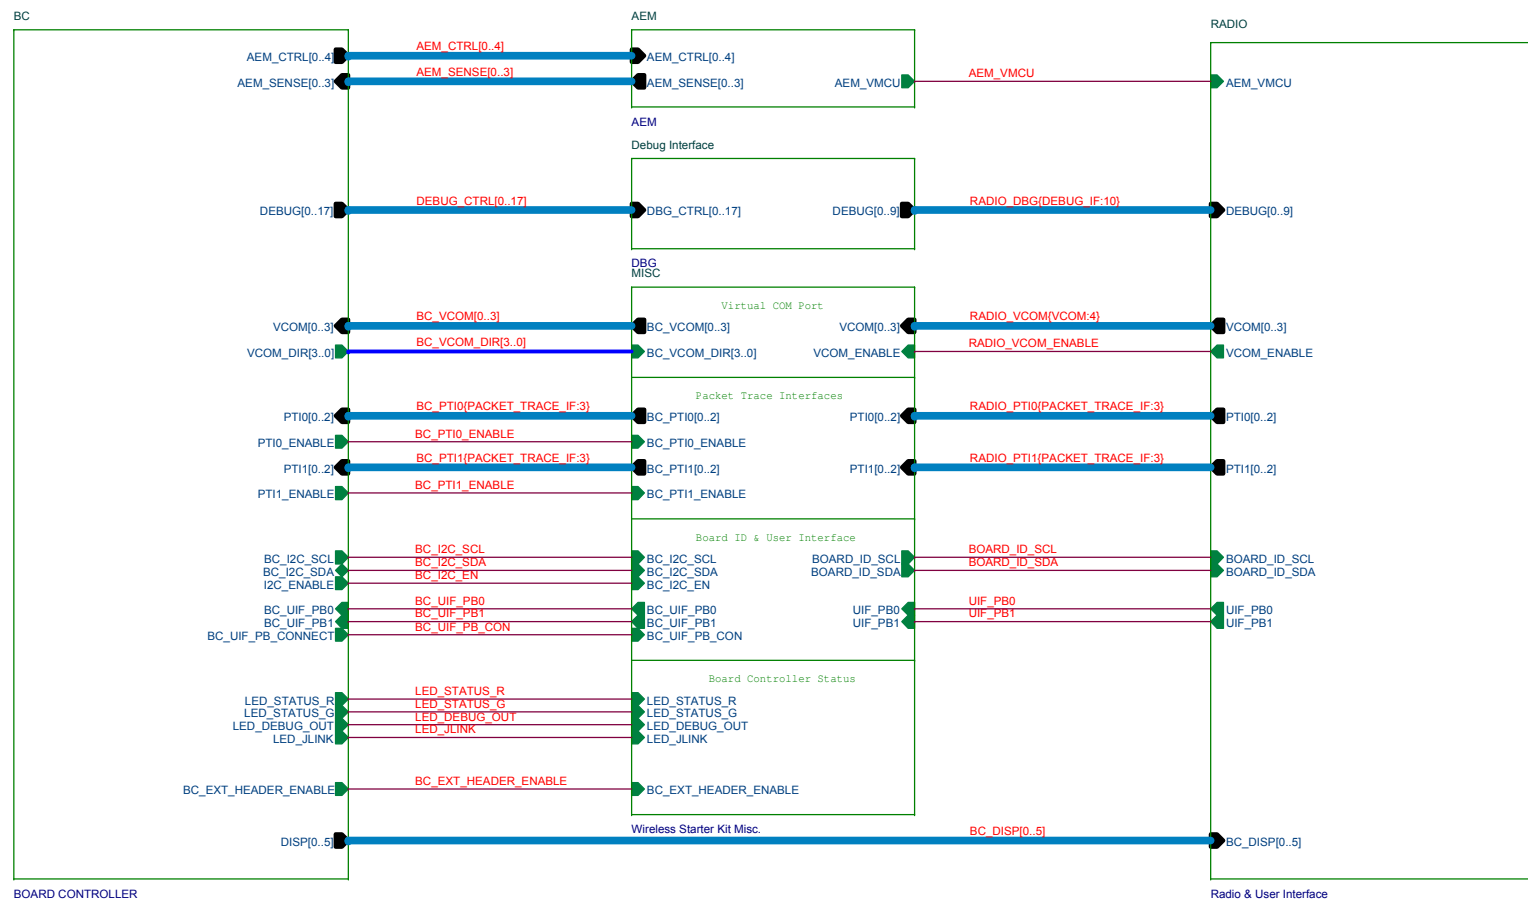 BC
AEM
RADIO
AEM_CTRL[0..4]
AEM_CTRL[0..4]
AEM_CTRL[0..4]
AEM_SENSE[0..3]
AEM_SENSE[0..3]
AEM_SENSE[0..3]
AEM_VMCU
AEM_VMCU
AEM_VMCU
AEM
Debug Interface
DEBUG[0..17]
DEBUG_CTRL[0..17]
DBG_CTRL[0..17]
DEBUG[0..9]
RADIO_DBG{DEBUG_IF:10}
DEBUG[0..9]
DBG
MISC
Virtual COM Port
VCOM[0..3]
BC_VCOM[0..3]
BC_VCOM[0..3]
VCOM[0..3]
RADIO_VCOM{VCOM:4}
VCOM[0..3]
VCOM_DIR[3..0]
BC_VCOM_DIR[3..0]
BC_VCOM_DIR[3..0]
VCOM_ENABLE
RADIO_VCOM_ENABLE
VCOM_ENABLE
Packet Trace Interfaces
PTI0[0..2]
BC_PTI0{PACKET_TRACE_IF:3}
BC_PTI0[0..2]
PTI0[0..2]
RADIO_PTI0{PACKET_TRACE_IF:3}
PTI0[0..2]
PTI0_ENABLE
BC_PTI0_ENABLE
BC_PTI0_ENABLE
PTI1[0..2]
BC_PTI1{PACKET_TRACE_IF:3}
BC_PTI1[0..2]
PTI1[0..2]
RADIO_PTI1{PACKET_TRACE_IF:3}
PTI1[0..2]
PTI1_ENABLE
BC_PTI1_ENABLE
BC_PTI1_ENABLE
Board ID & User Interface
BC_I2C_SCL
BC_I2C_SCL
BC_I2C_SCL
BOARD_ID_SCL
BOARD_ID_SCL
BOARD_ID_SCL
BC_I2C_SDA
BC_I2C_SDA
BC_I2C_SDA
BOARD_ID_SDA
BOARD_ID_SDA
BOARD_ID_SDA
I2C_ENABLE
BC_I2C_EN
BC_I2C_EN
BC_UIF_PB0
BC_UIF_PB0
BC_UIF_PB0
UIF_PB0
UIF_PB0
UIF_PB0
BC_UIF_PB1
BC_UIF_PB1
BC_UIF_PB1
UIF_PB1
UIF_PB1
UIF_PB1
BC_UIF_PB_CONNECT
BC_UIF_PB_CON
BC_UIF_PB_CON
Board Controller Status
LED_STATUS_R
LED_STATUS_R
LED_STATUS_R
LED_STATUS_G
LED_STATUS_G
LED_STATUS_G
LED_DEBUG_OUT
LED_DEBUG_OUT
LED_DEBUG_OUT
LED_JLINK
LED_JLINK
LED_JLINK
BC_EXT_HEADER_ENABLE
BC_EXT_HEADER_ENABLE
BC_EXT_HEADER_ENABLE
Wireless Starter Kit Misc.
DISP[0..5]
BC_DISP[0..5]
BC_DISP[0..5]
BOARD CONTROLLER
Radio & User Interface